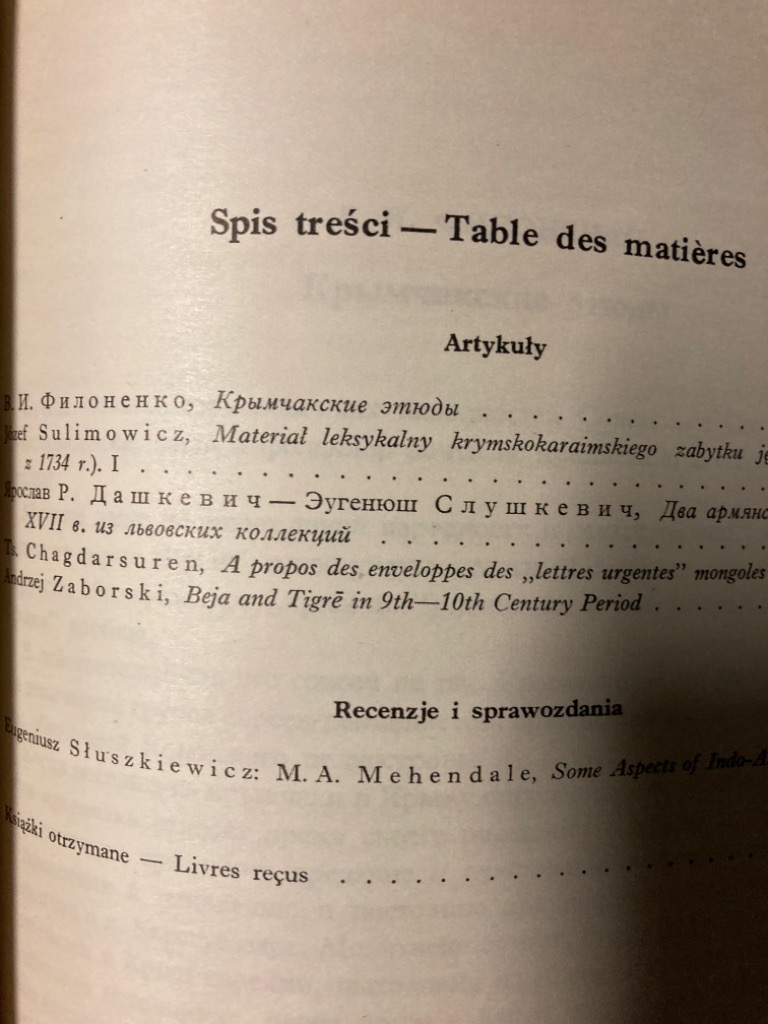 Spis treści — Table des matières
Artykuły
В. И. Филоненко, Крымчакские этюды . . . . . . . . . . . . .
Józef Sulimowicz, Materiał leksykalny krymskokaraimskiego zabytku
z 1734 r.). I . . . . . . . . . . . . . . . . . . . . . . . . . . .
Ярослав Р. Дашкевич — Эугенюш Слушкевич, Два
XVII в. из львовских коллекций . . . . . . . . . . . . . . . . .
Ts. Chagdarsuren, A propos des enveloppes des „lettres urgentes” mongoles
Andrzej Zaborski, Beja and Tigrē in 9th—10th Century Period . . . . .
Recenzje i sprawozdania
Eugeniusz Słuszkiewicz: M. A. Mehendale, Some Aspects of
Książki otrzymane — Livres reçus . . . . . . . . . . . . . . .